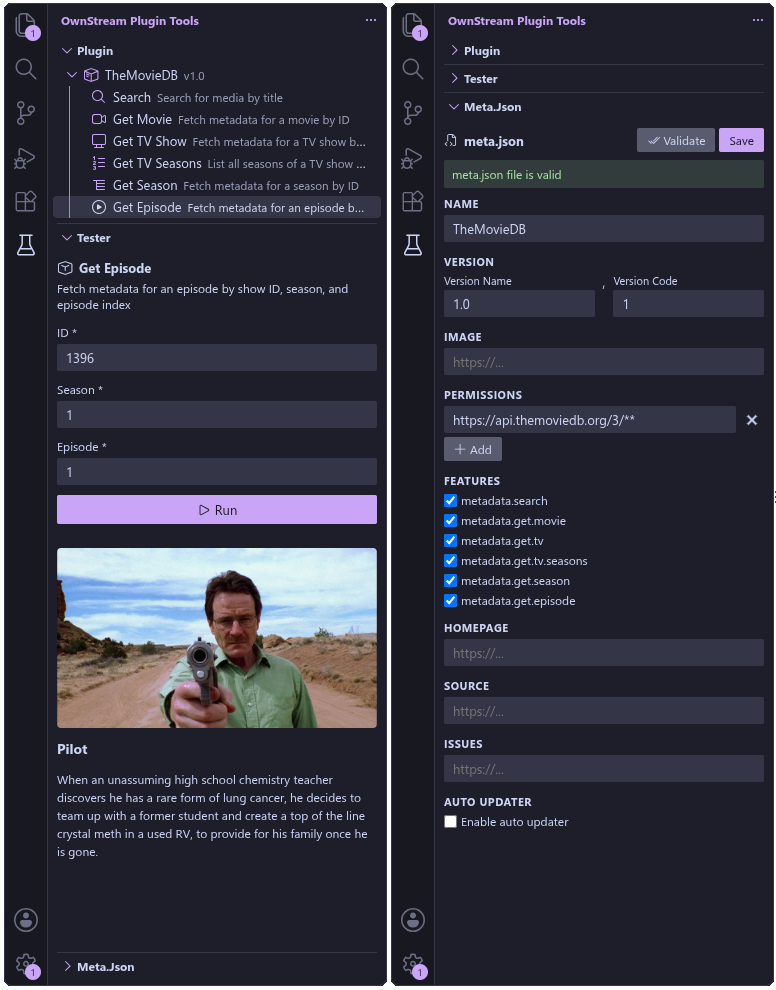 OwnStream Plugin Tools
Plugin
TheMovieDB v1.0
Search Search for media by title
Get Movie Fetch metadata for a movie by ID
Get TV Show Fetch metadata for a TV show b...
Get TV Seasons List all seasons of a TV show ...
Get Season Fetch metadata for a season by ID
Get Episode Fetch metadata for an episode b...
Tester
Get Episode
Fetch metadata for an episode by show ID, season, and
episode index
ID *
1396
Season *
1
Episode *
1
Run
Pilot
When an unassuming high school chemistry teacher
discovers he has a rare form of lung cancer, he decides to
team up with a former student and create a top of the line
crystal meth in a used RV, to provide for his family once he
is gone.
Meta.Json
1
1
OwnStream Plugin Tools
Plugin
Tester
Meta.Json
meta.json
Validate
Save
meta.json file is valid
NAME
TheMovieDB
VERSION
Version Name , Version Code
1.0 1
IMAGE
https://...
PERMISSIONS
https://api.themoviedb.org/3/**
Add
FEATURES
metadata.search
metadata.get.movie
metadata.get.tv
metadata.get.tv.seasons
metadata.get.season
metadata.get.episode
HOMEPAGE
https://...
SOURCE
https://...
ISSUES
https://...
AUTO UPDATER
Enable auto updater
1
1